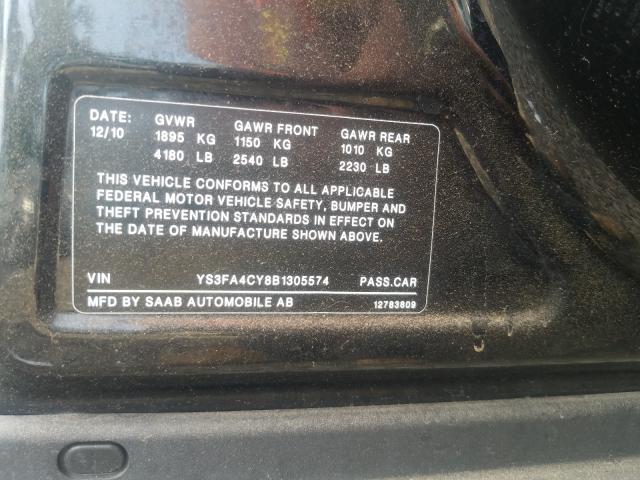 DATE: GVWR GAWR FRONT GAWR REAR
12/10 1895 KG 1150 KG 1010 KG
4180 LB 2540 LB 2230 LB
THIS VEHICLE CONFORMS TO ALL APPLICABLE
FEDERAL MOTOR VEHICLE SAFETY, BUMPER AND
THEFT PREVENTION STANDARDS IN EFFECT ON
THE DATE OF MANUFACTURE SHOWN ABOVE.
VIN YS3FA4CY8B1305574 PASS.CAR
MFD BY SAAB AUTOMOBILE AB 12783809